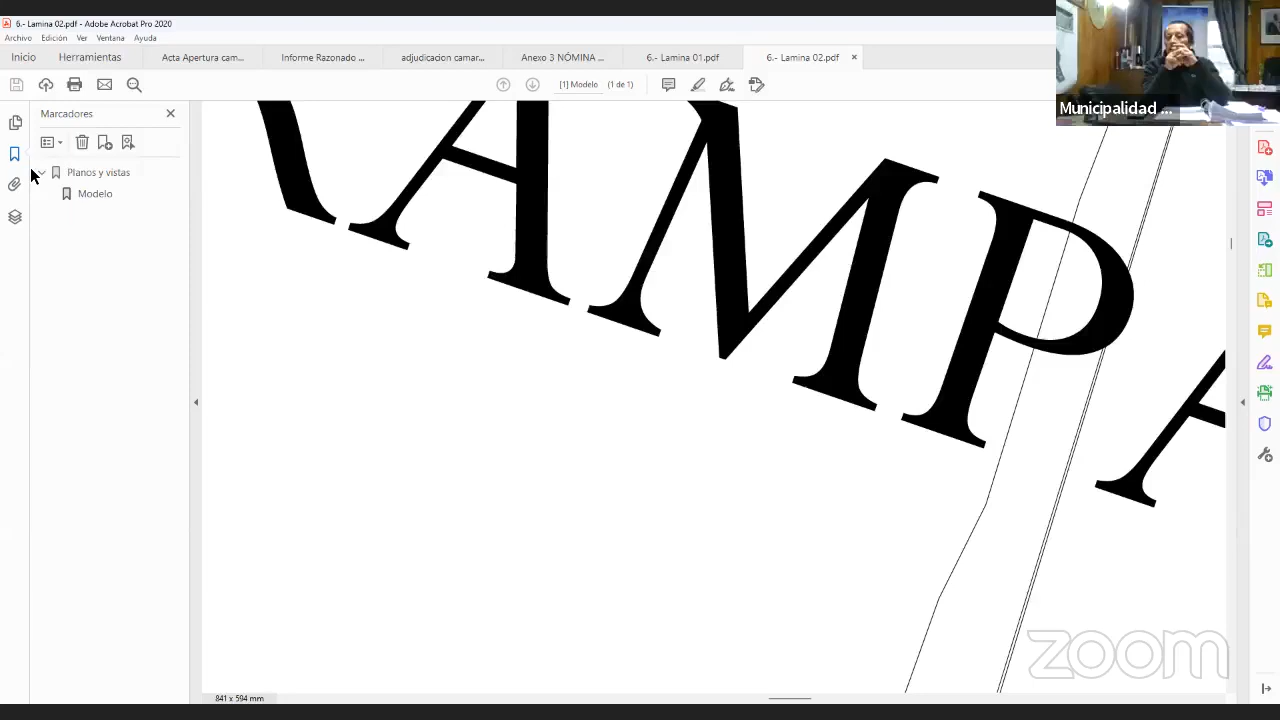 6.- Lamina 02.pdf - Adobe Acrobat Pro 2020
Archivo Edición Ver Ventana Ayuda
Inicio Herramientas Acta Apertura cam... Informe Razonado ... adjudicacion camar... Anexo 3 NÓMINA ... 6.- Lamina 01.pdf 6.- Lamina 02.pdf ×
[1] Modelo (1 de 1)
Municipalidad ...
Marcadores
Planos y vistas
Modelo
RAMPA
841 x 594 mm
zoom